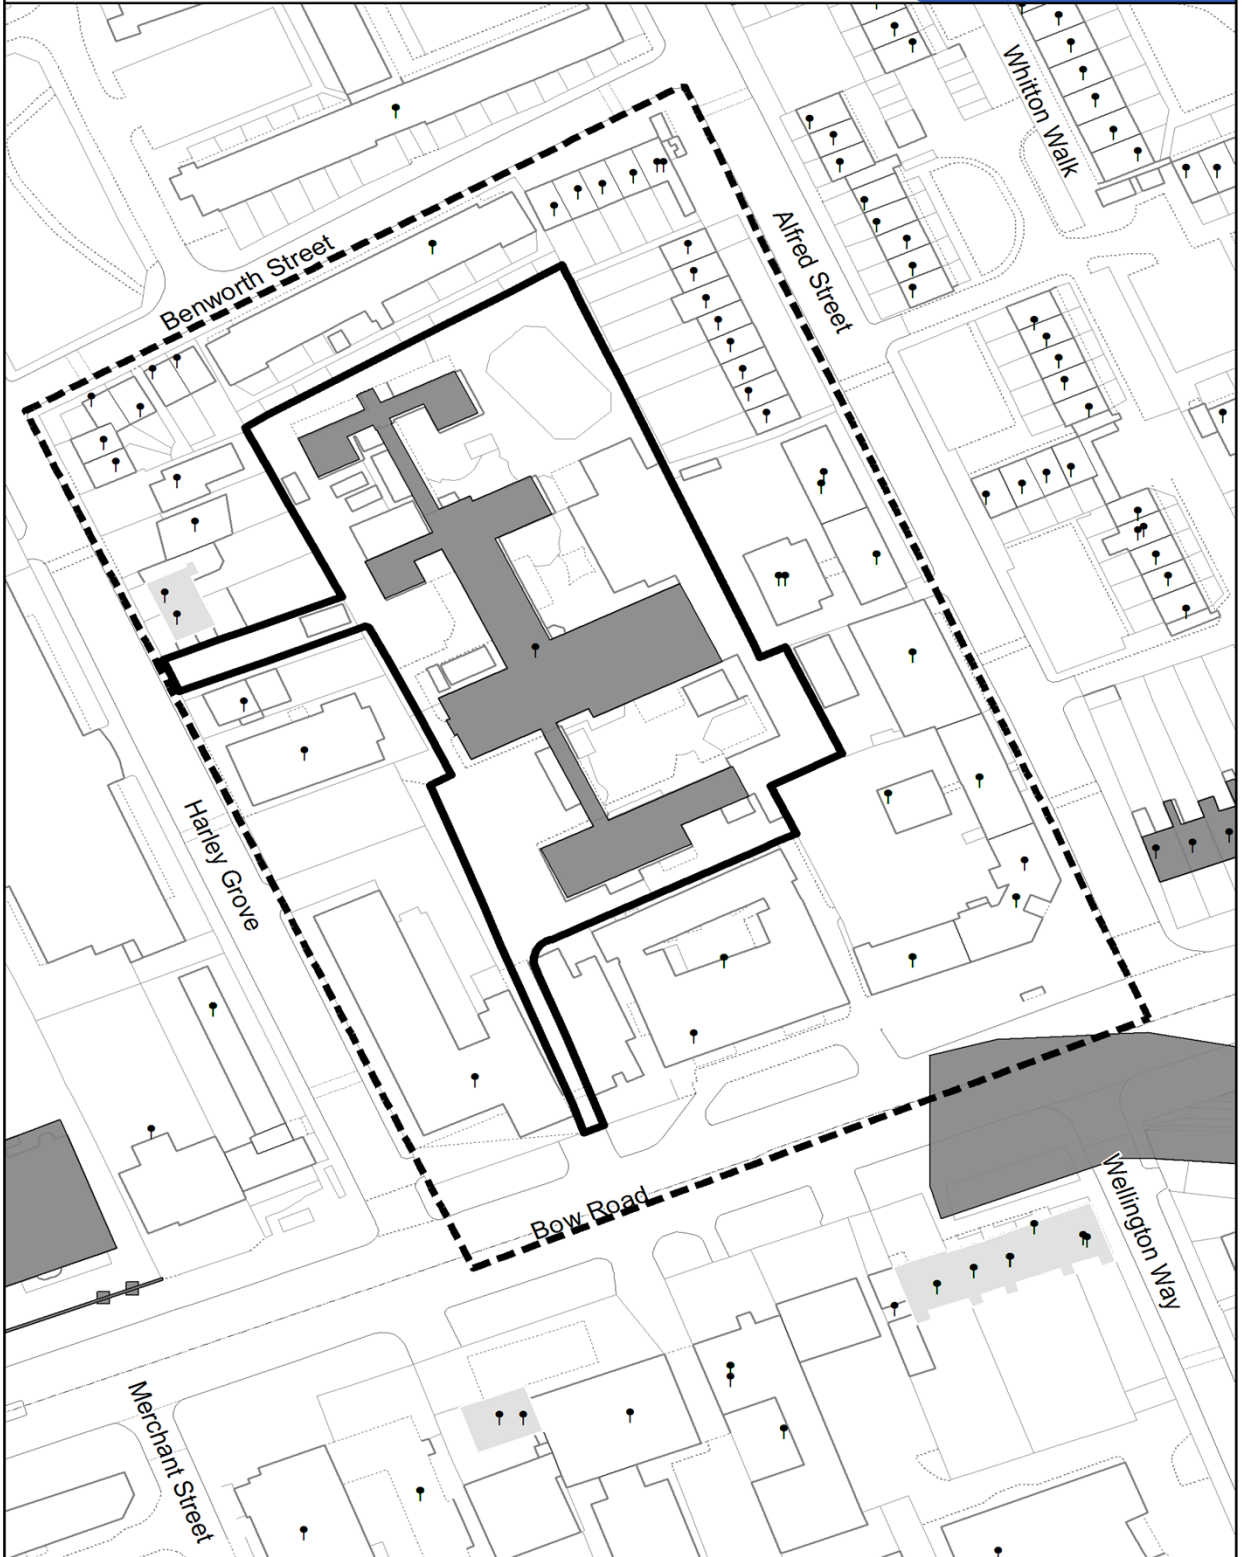 Whitton Walk
Alfred Street
Benworth Street
Harley Grove
Bow Road
Wellington Way
Merchant Street